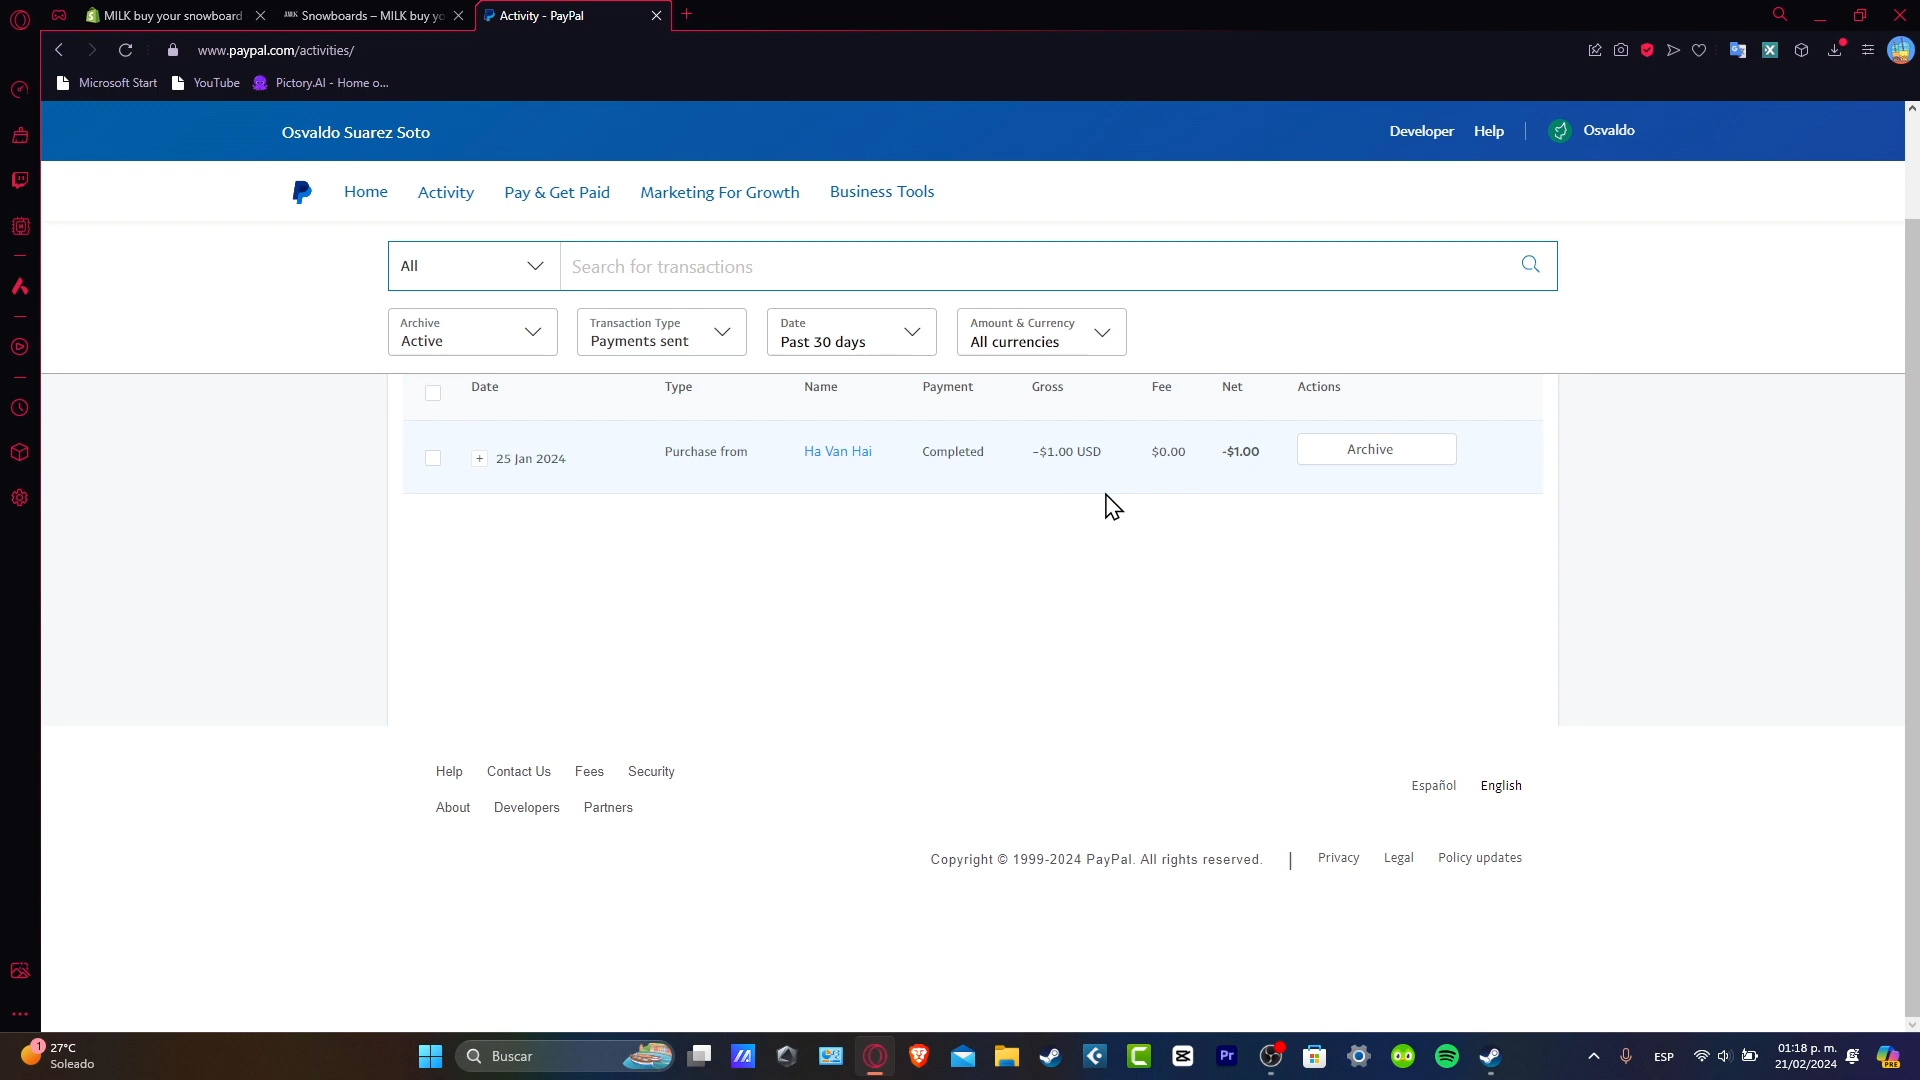 MILK buy your snowboard
Snowboards – MILK buy yo
Activity - PayPal
www.paypal.com/activities/
Microsoft Start
YouTube
Pictory.AI - Home o...
Osvaldo Suarez Soto
Developer
Help
Osvaldo
Home
Activity
Pay & Get Paid
Marketing For Growth
Business Tools
All
Search for transactions
Archive
Active
Transaction Type
Payments sent
Date
Past 30 days
Amount & Currency
All currencies
Date
Type
Name
Payment
Gross
Fee
Net
Actions
+
25 Jan 2024
Purchase from
Ha Van Hai
Completed
-$1.00 USD
$0.00
-$1.00
Archive
Help
Contact Us
Fees
Security
Español
English
About
Developers
Partners
Copyright © 1999-2024 PayPal. All rights reserved.
|
Privacy
Legal
Policy updates
1
27°C
Soleado
Buscar
Pr
ESP
01:18 p. m.
21/02/2024
PRE